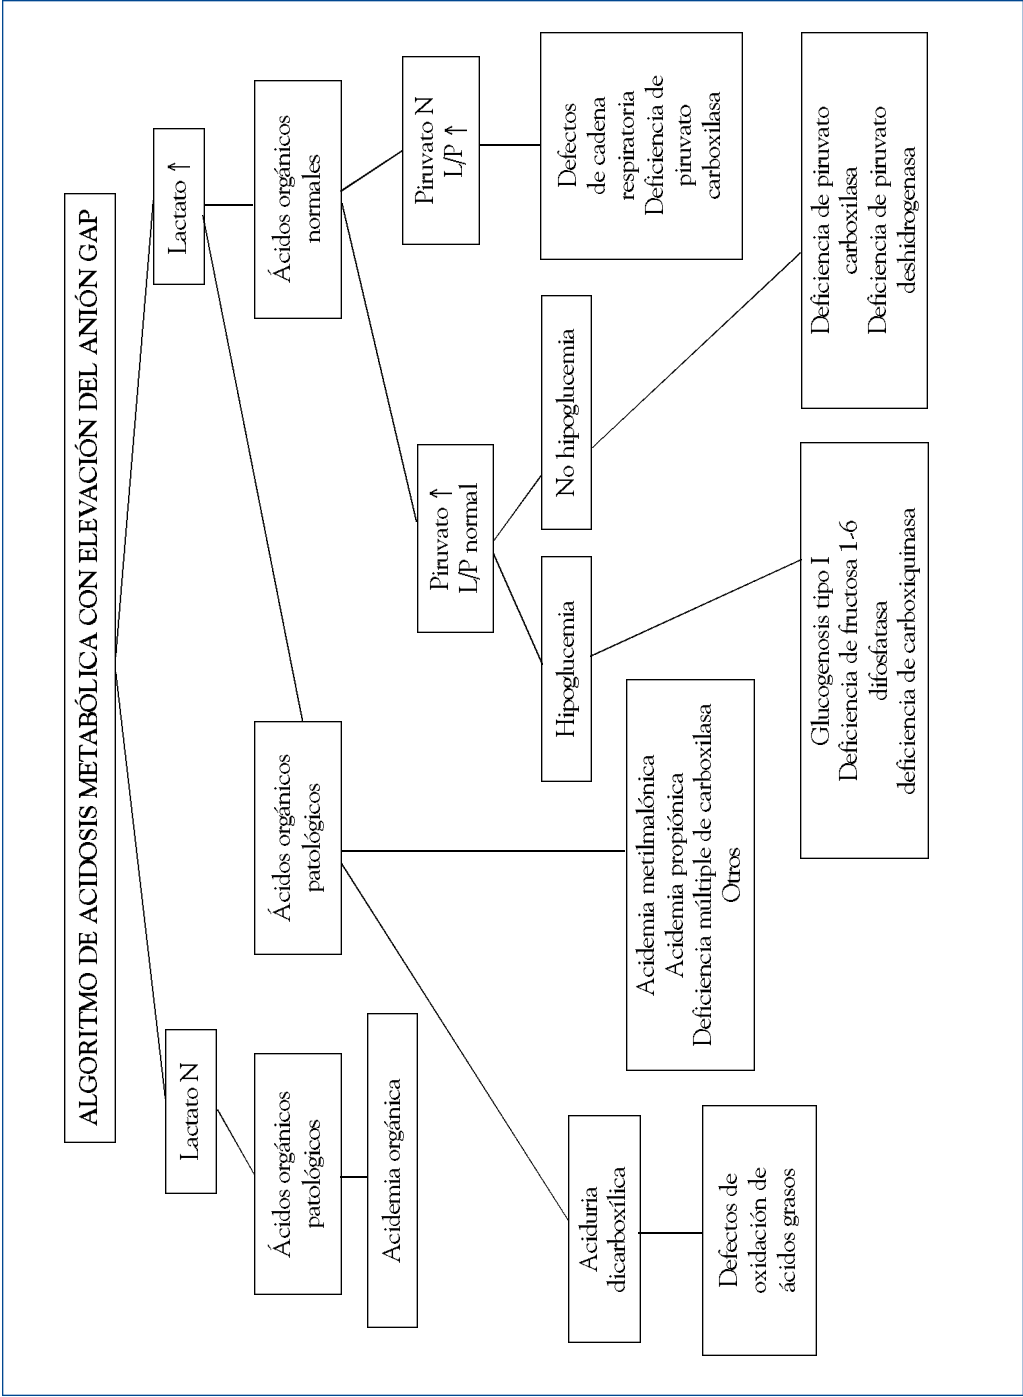 ALGORITMO DE ACIDOSIS METABÓLICA CON ELEVACIÓN DEL ANIÓN GAP
Lactato N
Lactato ↑
Ácidos orgánicos
patológicos
Ácidos orgánicos
patológicos
Ácidos orgánicos
normales
Acidemia orgánica
Piruvato ↑
L/P normal
Piruvato N
L/P ↑
Hipoglucemia
No hipoglucemia
Defectos
de cadena
respiratoria
Deficiencia de
piruvato
carboxilasa
Aciduria
dicarboxílica
Acidemia metilmalónica
Acidemia propiónica
Deficiencia múltiple de carboxilasa
Otros
Defectos de
oxidación de
ácidos grasos
Glucogenosis tipo I
Deficiencia de fructosa 1-6
difosfatasa
deficiencia de carboxiquinasa
Deficiencia de piruvato
carboxilasa
Deficiencia de piruvato
deshidrogenasa